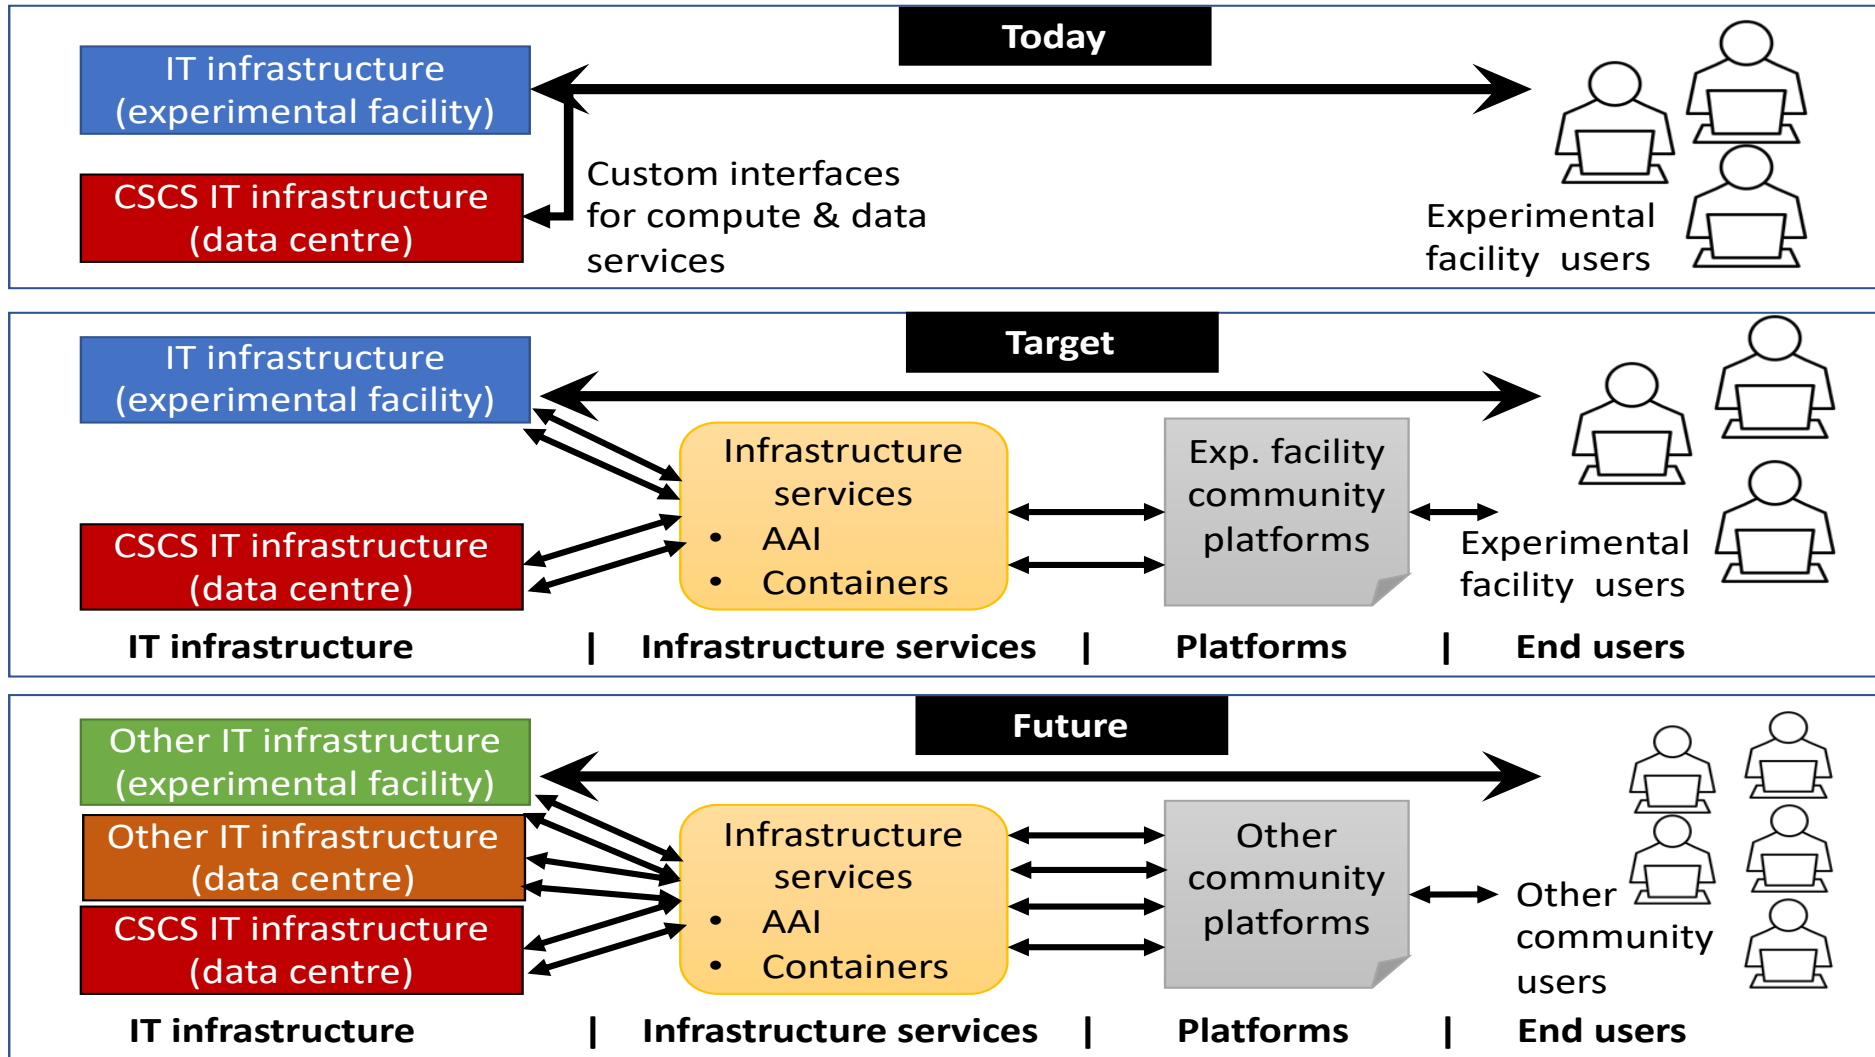 Today
IT infrastructure
(experimental facility)
CSCS IT infrastructure
(data centre)
Custom interfaces
for compute & data
services
Experimental
facility users
Target
IT infrastructure
(experimental facility)
CSCS IT infrastructure
(data centre)
Infrastructure
services
• AAI
• Containers
Exp. facility
community
platforms
Experimental
facility users
IT infrastructure | Infrastructure services | Platforms | End users
Future
Other IT infrastructure
(experimental facility)
Other IT infrastructure
(data centre)
CSCS IT infrastructure
(data centre)
Infrastructure
services
• AAI
• Containers
Other
community
platforms
Other
community
users
IT infrastructure | Infrastructure services | Platforms | End users